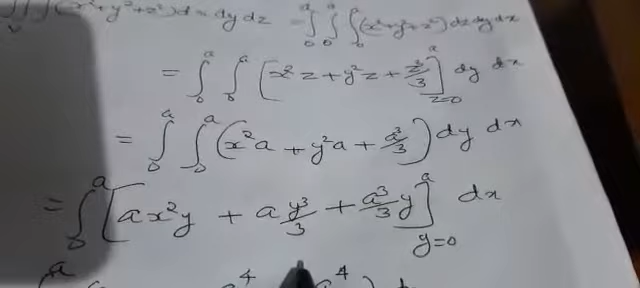 ∭_V (x²+y²+z²) dx dy dz = ∫₀ᵃ ∫₀ᵃ ∫₀ᵃ (x²+y²+z²) dz dy dx
= ∫₀ᵃ ∫₀ᵃ [x²z + y²z + z³/3]_{z=0}^a dy dx
= ∫₀ᵃ ∫₀ᵃ (x²a + y²a + a³/3) dy dx
= ∫₀ᵃ [ax²y + a y³/3 + a³/3 y]_{y=0}^a dx